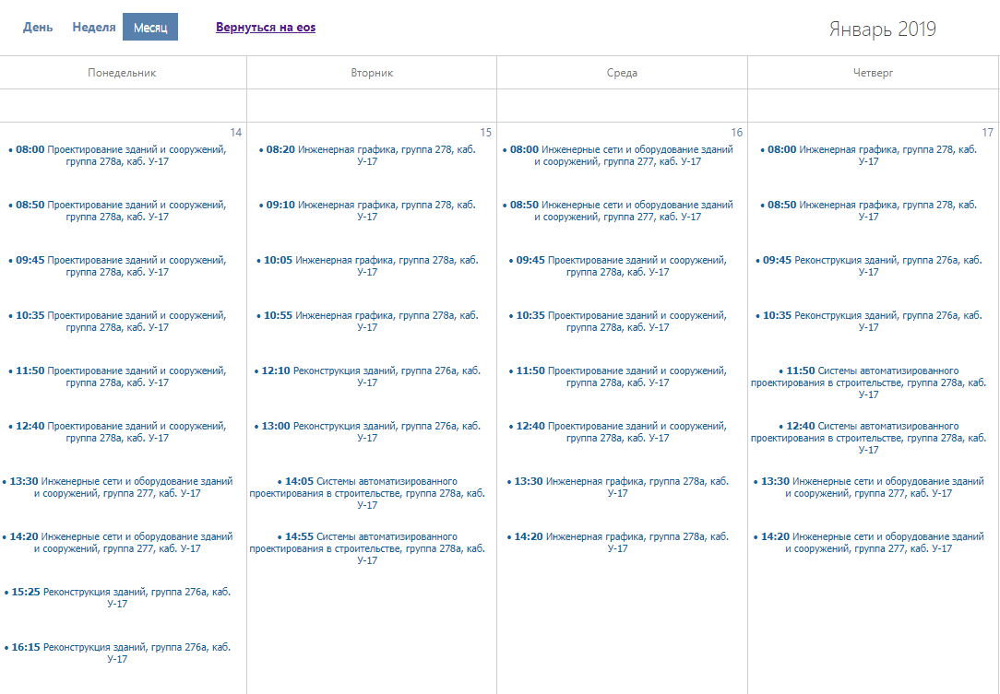 День Неделя Месяц Вернуться на eos Январь 2019
Понедельник Вторник Среда Четверг
14
• 08:00 Проектирование зданий и сооружений,
группа 278а, каб. У-17
• 08:50 Проектирование зданий и сооружений,
группа 278а, каб. У-17
• 09:45 Проектирование зданий и сооружений,
группа 278а, каб. У-17
• 10:35 Проектирование зданий и сооружений,
группа 278а, каб. У-17
• 11:50 Проектирование зданий и сооружений,
группа 278а, каб. У-17
• 12:40 Проектирование зданий и сооружений,
группа 278а, каб. У-17
• 13:30 Инженерные сети и оборудование зданий
и сооружений, группа 277, каб. У-17
• 14:20 Инженерные сети и оборудование зданий
и сооружений, группа 277, каб. У-17
• 15:25 Реконструкция зданий, группа 276а, каб.
У-17
• 16:15 Реконструкция зданий, группа 276а, каб.
У-17
15
• 08:20 Инженерная графика, группа 278, каб.
У-17
• 09:10 Инженерная графика, группа 278, каб.
У-17
• 10:05 Инженерная графика, группа 278а, каб.
У-17
• 10:55 Инженерная графика, группа 278а, каб.
У-17
• 12:10 Реконструкция зданий, группа 276а, каб.
У-17
• 13:00 Реконструкция зданий, группа 276а, каб.
У-17
• 14:05 Системы автоматизированного
проектирования в строительстве, группа 278а, каб.
У-17
• 14:55 Системы автоматизированного
проектирования в строительстве, группа 278а, каб.
У-17
16
• 08:00 Инженерные сети и оборудование зданий
и сооружений, группа 277, каб. У-17
• 08:50 Инженерные сети и оборудование зданий
и сооружений, группа 277, каб. У-17
• 09:45 Проектирование зданий и сооружений,
группа 278а, каб. У-17
• 10:35 Проектирование зданий и сооружений,
группа 278а, каб. У-17
• 11:50 Проектирование зданий и сооружений,
группа 278а, каб. У-17
• 12:40 Проектирование зданий и сооружений,
группа 278а, каб. У-17
• 13:30 Инженерная графика, группа 278а, каб.
У-17
• 14:20 Инженерная графика, группа 278а, каб.
У-17
17
• 08:00 Инженерная графика, группа 278, каб.
У-17
• 08:50 Инженерная графика, группа 278, каб.
У-17
• 09:45 Реконструкция зданий, группа 276а, каб.
У-17
• 10:35 Реконструкция зданий, группа 276а, каб.
У-17
• 11:50 Системы автоматизированного
проектирования в строительстве, группа 278а, каб.
У-17
• 12:40 Системы автоматизированного
проектирования в строительстве, группа 278а, каб.
У-17
• 13:30 Инженерные сети и оборудование зданий
и сооружений, группа 277, каб. У-17
• 14:20 Инженерные сети и оборудование зданий
и сооружений, группа 277, каб. У-17